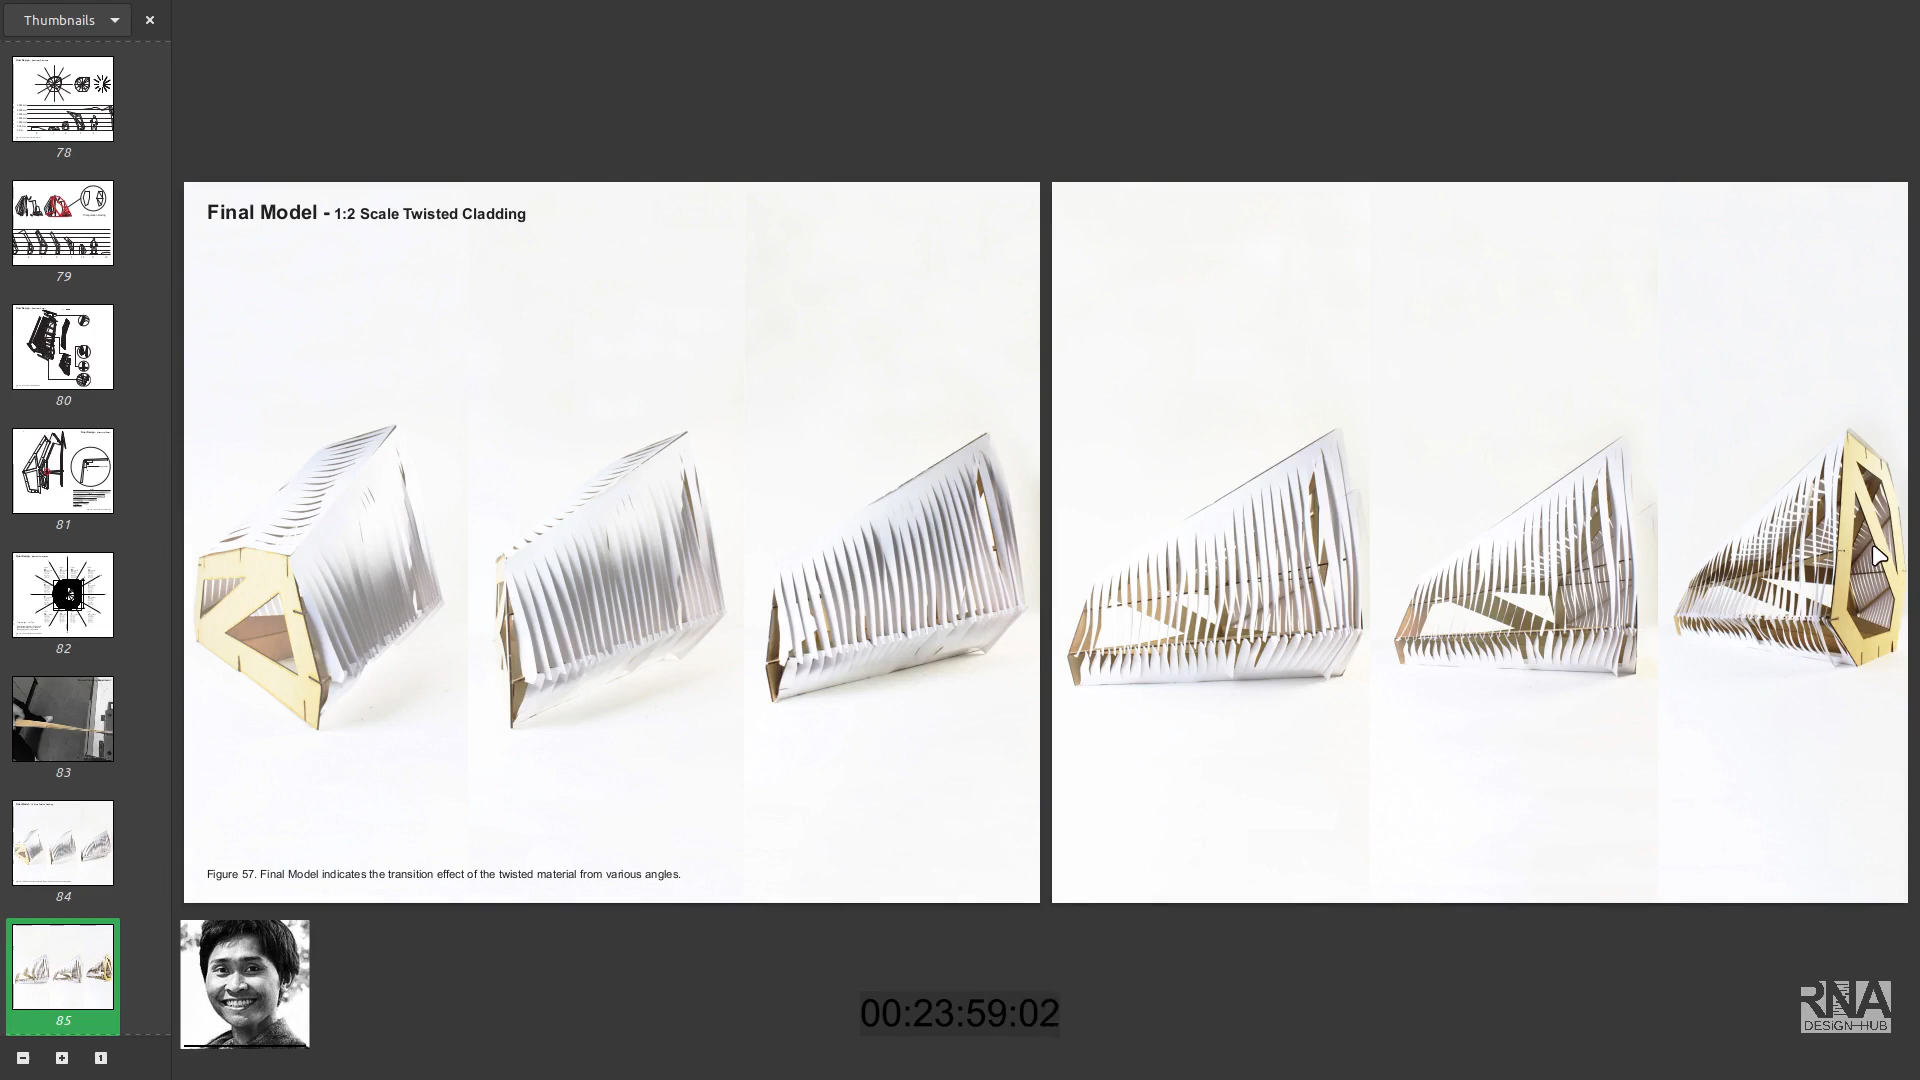 Thumbnails
78
79
80
81
82
83
84
85
Final Model - 1:2 Scale Twisted Cladding
Figure 57. Final Model indicates the transition effect of the twisted material from various angles.
00:23:59:02
RNA
DESIGN-HUB
1